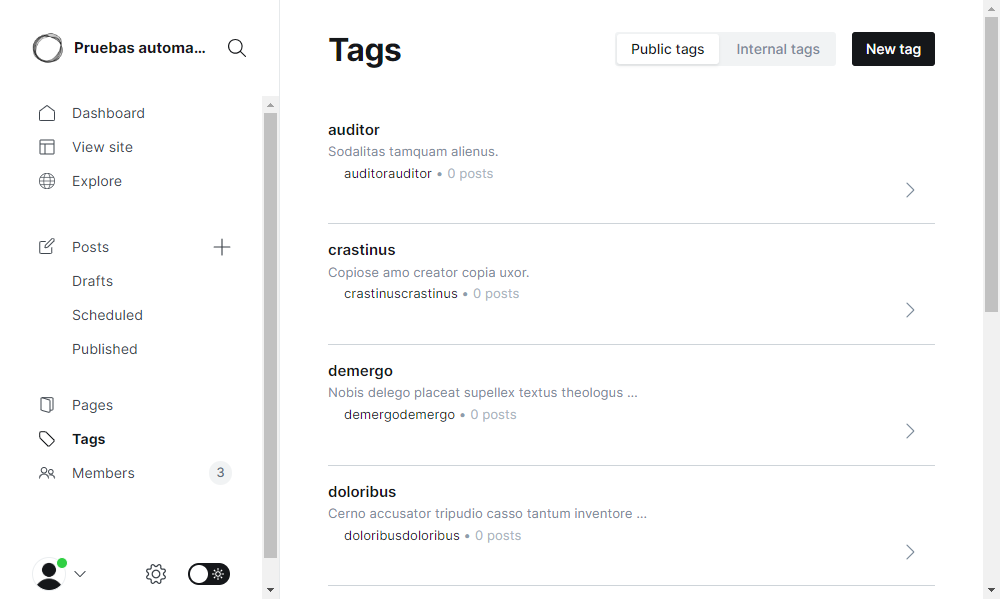 Pruebas automa...
Dashboard
View site
Explore
Posts
Drafts
Scheduled
Published
Pages
Tags
Members 3
Tags
Public tags
Internal tags
New tag
auditor
Sodalitas tamquam alienus.
auditorauditor • 0 posts
crastinus
Copiose amo creator copia uxor.
crastinuscrastinus • 0 posts
demergo
Nobis delego placeat supellex textus theologus ...
demergodemergo • 0 posts
doloribus
Cerno accusator tripudio casso tantum inventore ...
doloribusdoloribus • 0 posts